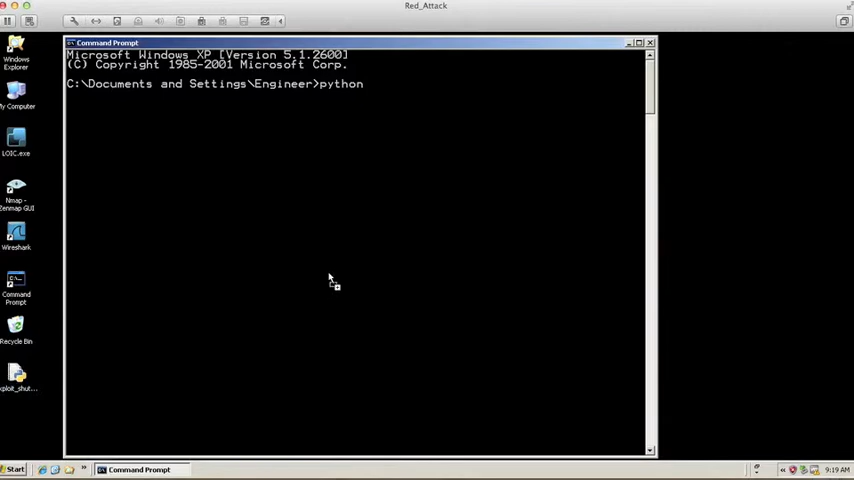 Red_Attack
Command Prompt
Microsoft Windows XP [Version 5.1.2600]
(C) Copyright 1985-2001 Microsoft Corp.
C:\Documents and Settings\Engineer>python
Windows
Explorer
My Computer
LOIC.exe
Nmap -
Zenmap GUI
Wireshark
Command
Prompt
Recycle Bin
xploit_shut...
Start
Command Prompt
9:19 AM